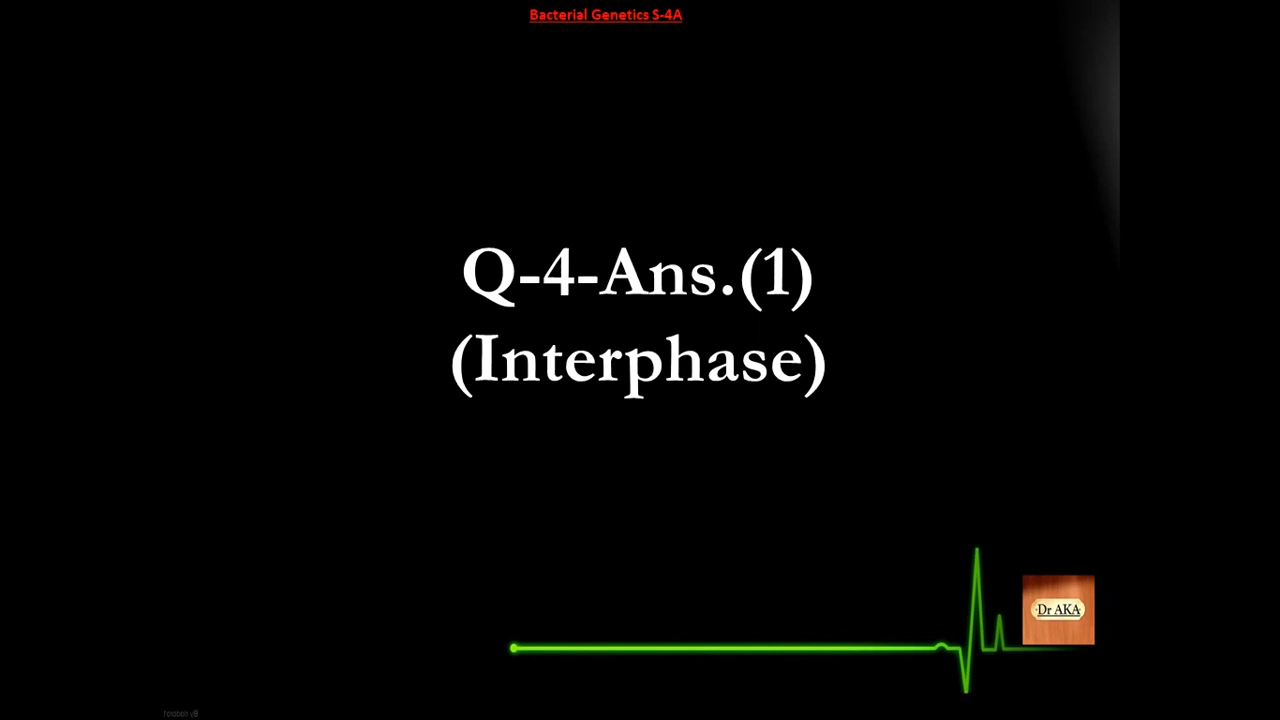 Bacterial Genetics S-4A
Q-4-Ans.(1)
(Interphase)
Dr AKA